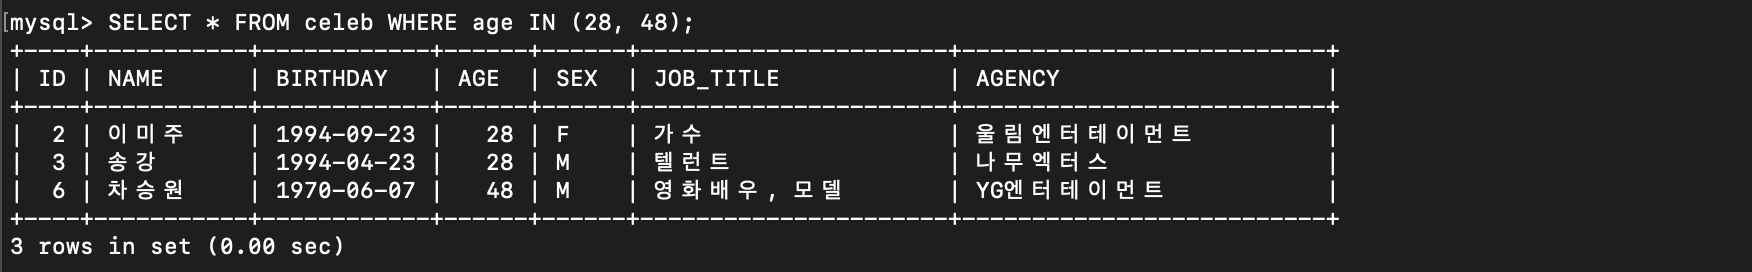 mysql> SELECT * FROM celeb WHERE age IN (28, 48);
+----+-----------+------------+------+------+----------------------+--------------------------+
| ID | NAME      | BIRTHDAY   | AGE  | SEX  | JOB_TITLE            | AGENCY                   |
+----+-----------+------------+------+------+----------------------+--------------------------+
|  2 | 이미주    | 1994-09-23 |   28 | F    | 가수                 | 울림엔터테이먼트         |
|  3 | 송강      | 1994-04-23 |   28 | M    | 텔런트               | 나무엑터스               |
|  6 | 차승원    | 1970-06-07 |   48 | M    | 영화배우, 모델       | YG엔터테이먼트           |
+----+-----------+------------+------+------+----------------------+--------------------------+
3 rows in set (0.00 sec)